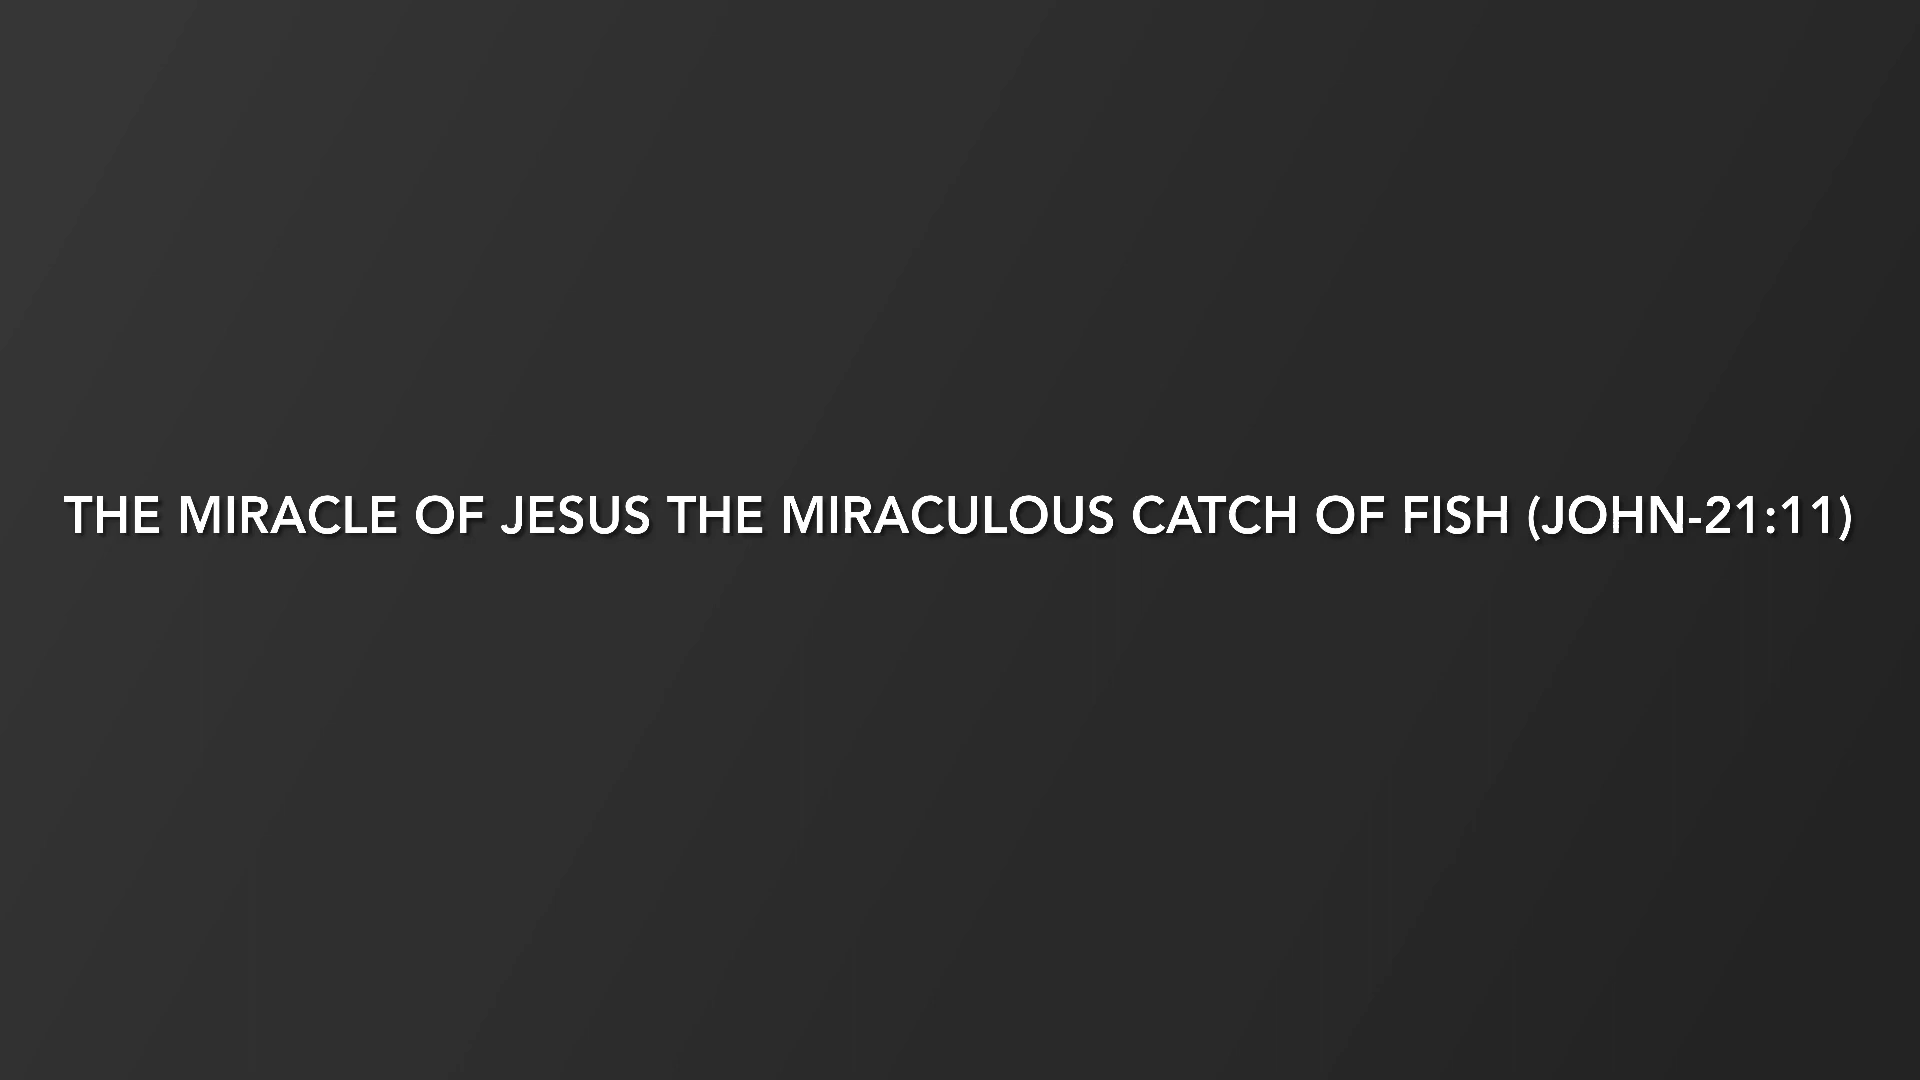 THE MIRACLE OF JESUS THE MIRACULOUS CATCH OF FISH (JOHN-21:11)